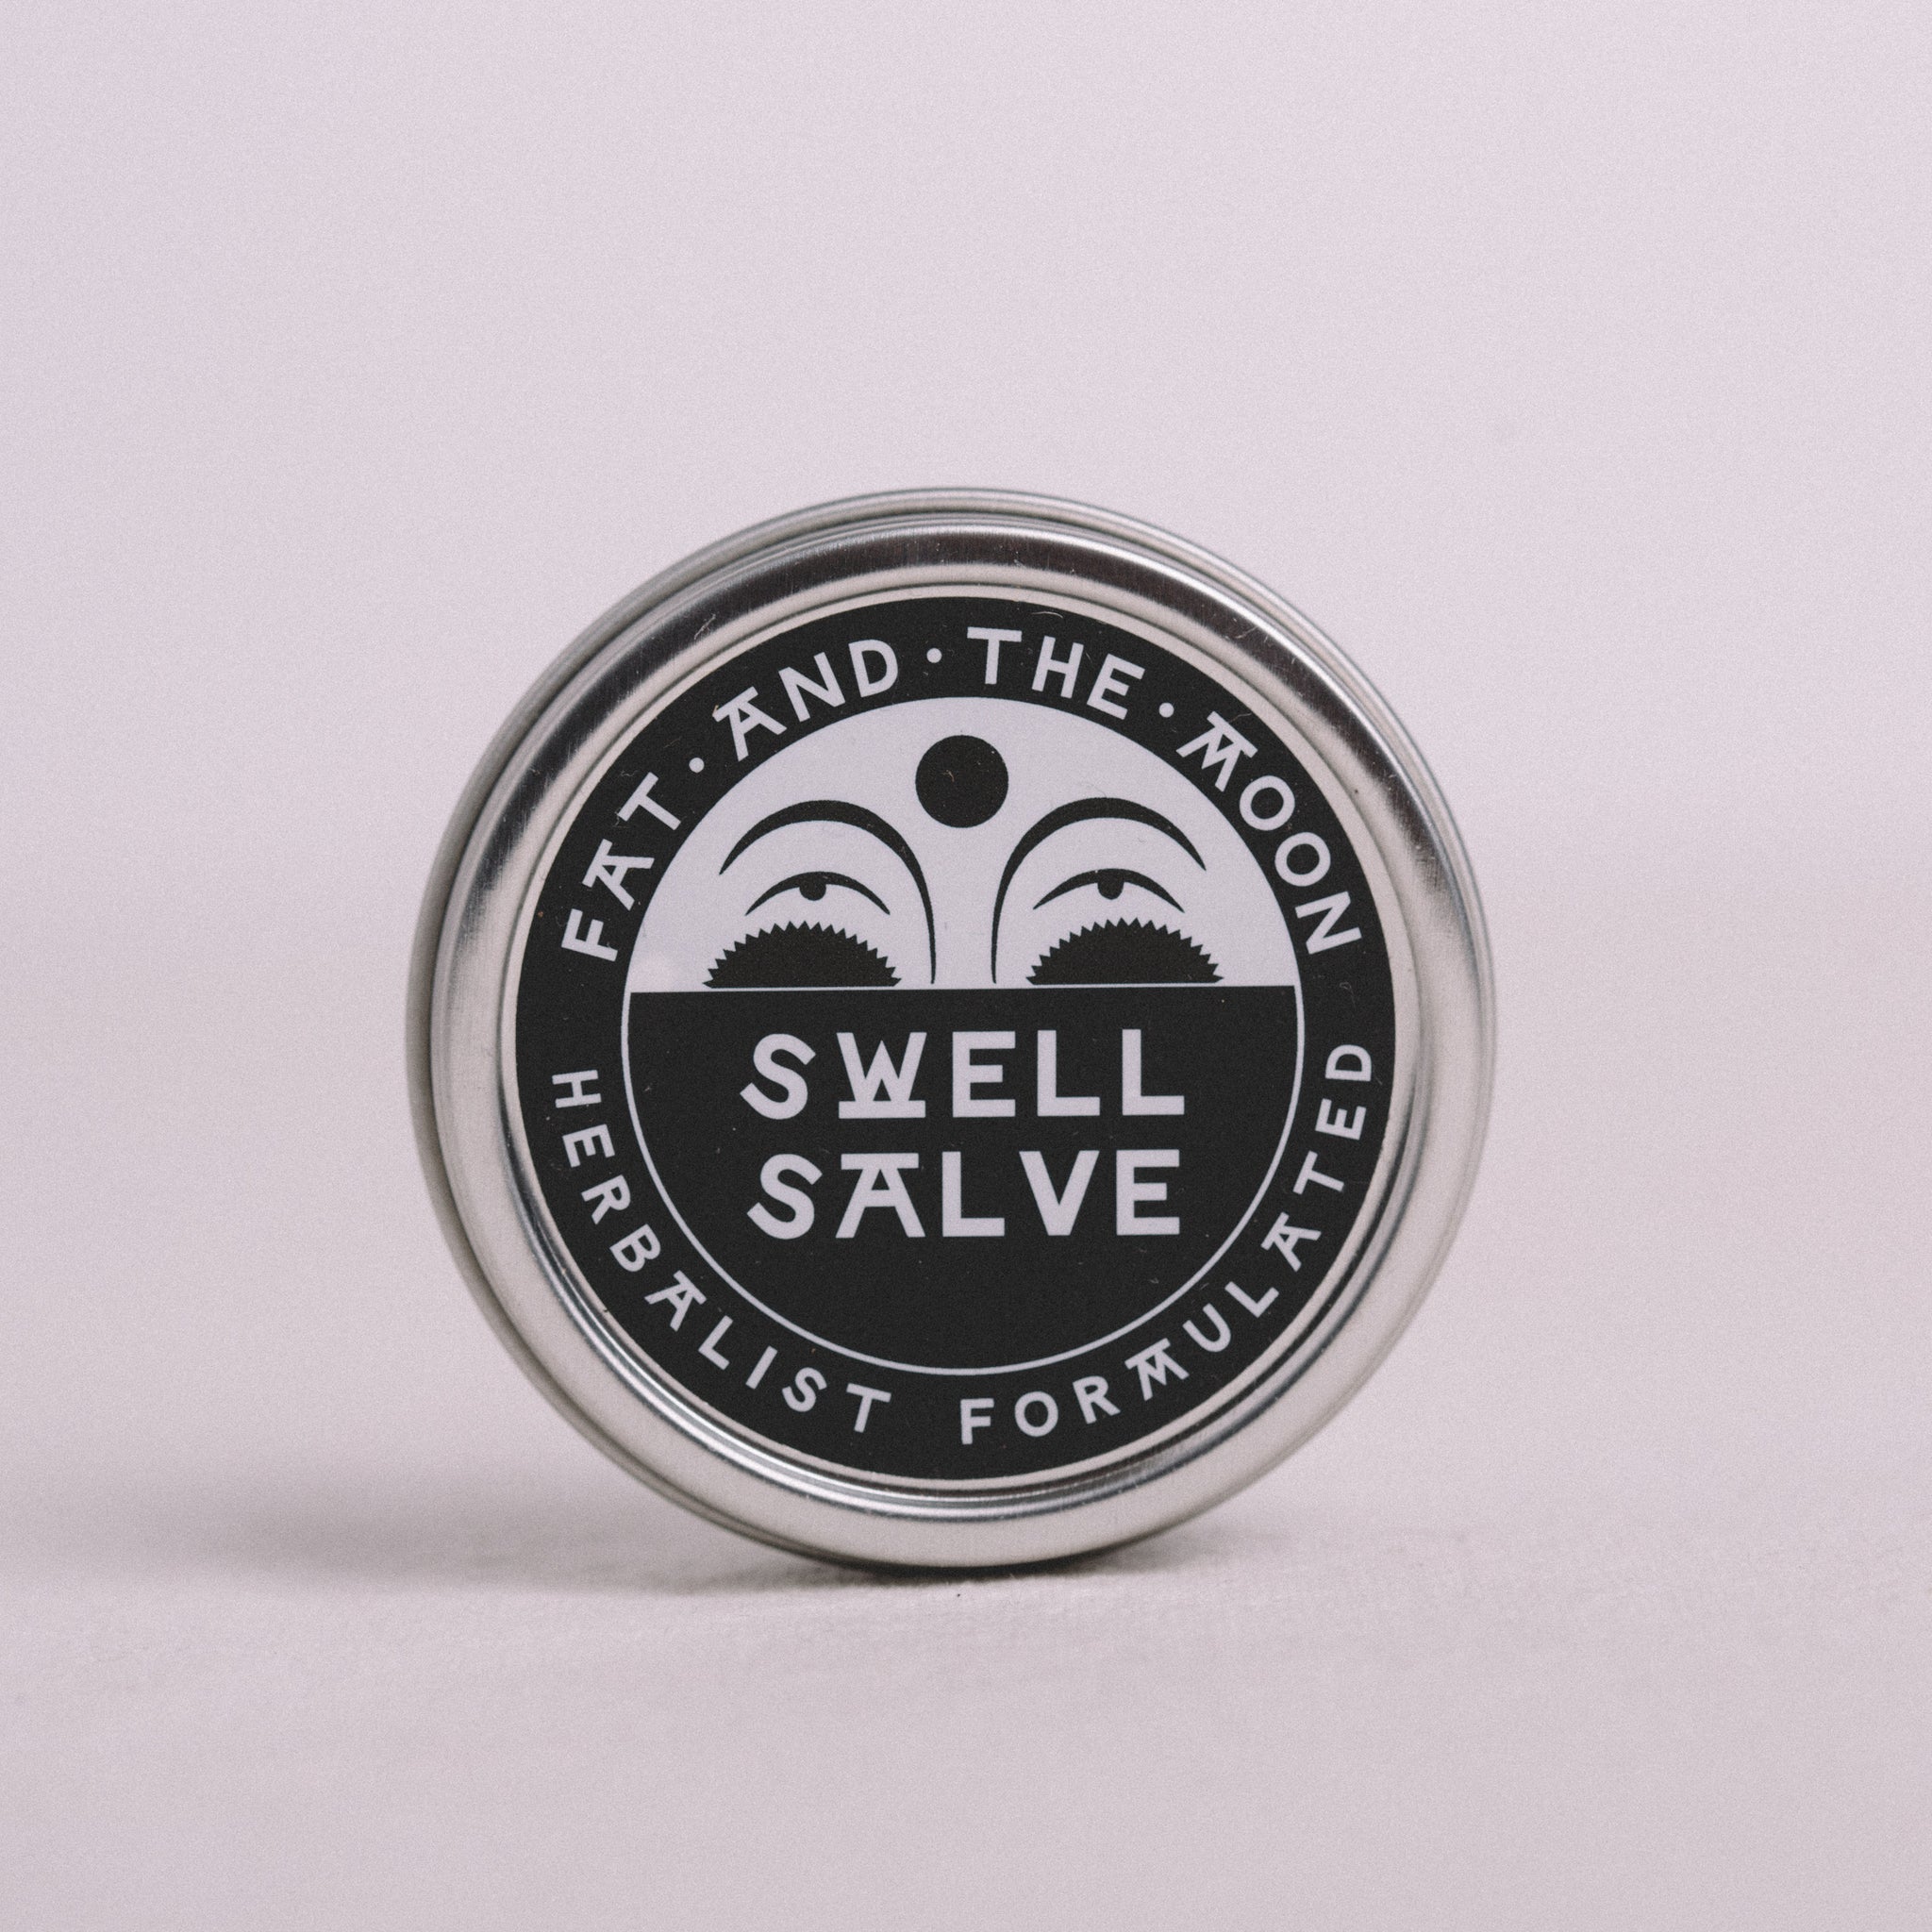 FAT · AND · THE · MOON
SWELL
SALVE
HERBALIST FORMULATED